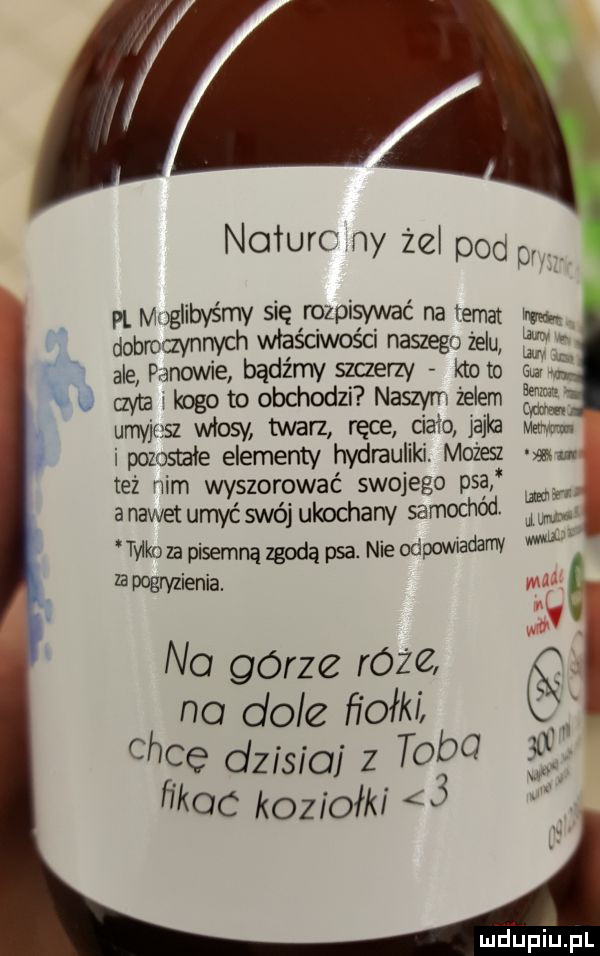 Naturalny żel pod
PL Moglibyśmy się rozpisywać na temat
dobroczynnych właściwości naszego żelu,
ale, Panowie, bądźmy szczerzy - kto to
czyta i kogo to obchodzi? Naszym żelem
umyjesz włosy, twarz, ręce, ciało, jajka
i pozostałe elementy hydrauliki. Możesz
też nim wyszorować swojego psa,*
a nawet umyć swój ukochany samochód.
*Tylko za pisemną zgodą psa. Nie odpowiadamy
za pogryzienia.
Na górze róże,
na dole fiołki,
chcę dzisiaj z Tobą
fikać koziołki <3
made
in
with
SLS
300 ml
mdupiu.pl